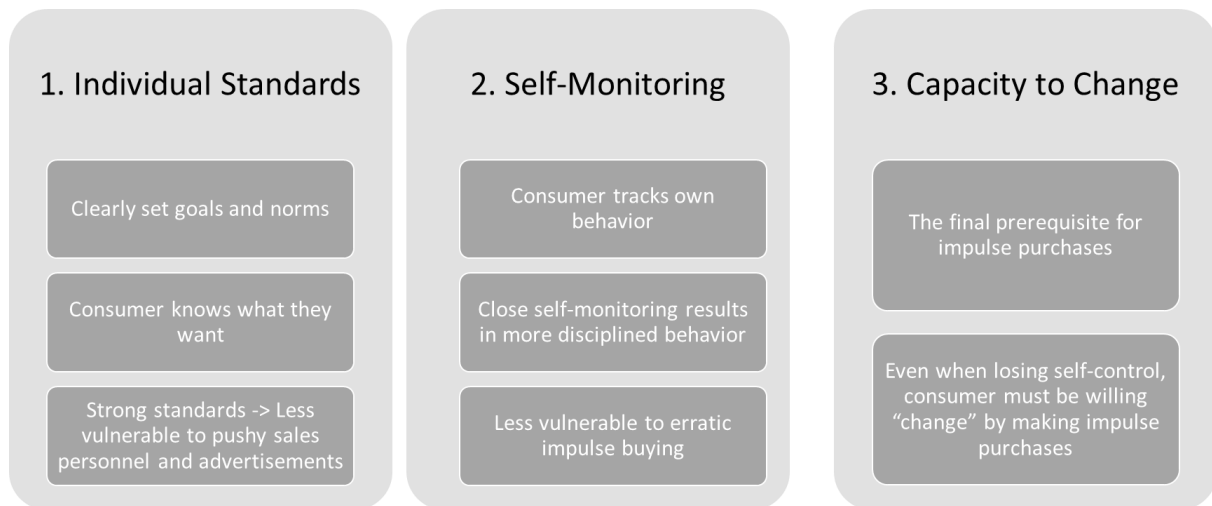 1. Individual Standards
Clearly set goals and norms
Consumer knows what they
want
Strong standards -> Less
vulnerable to pushy sales
personnel and advertisements
2. Self-Monitoring
Consumer tracks own
behavior
Close self-monitoring results
in more disciplined behavior
Less vulnerable to erratic
impulse buying
3. Capacity to Change
The final prerequisite for
impulse purchases
Even when losing self-control,
consumer must be willing
“change” by making impulse
purchases